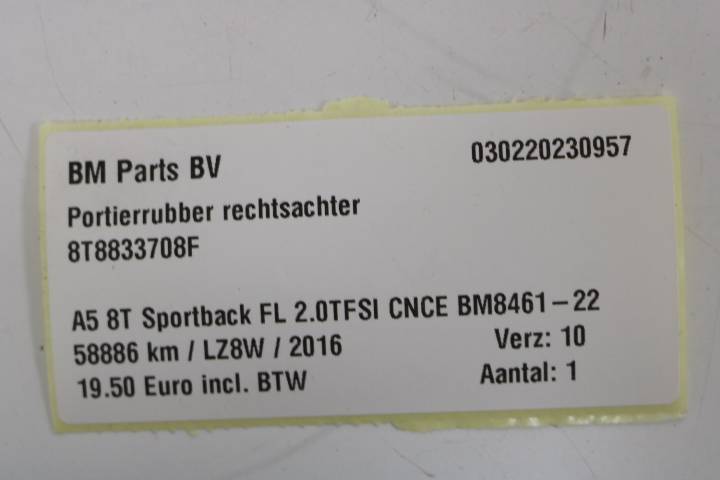 BM Parts BV 030220230957
Portierrubber rechtsachter
8T8833708F
A5 8T Sportback FL 2.0TFSI CNCE BM8461-22
58886 km / LZ8W / 2016 Verz: 10
19.50 Euro incl. BTW Aantal: 1